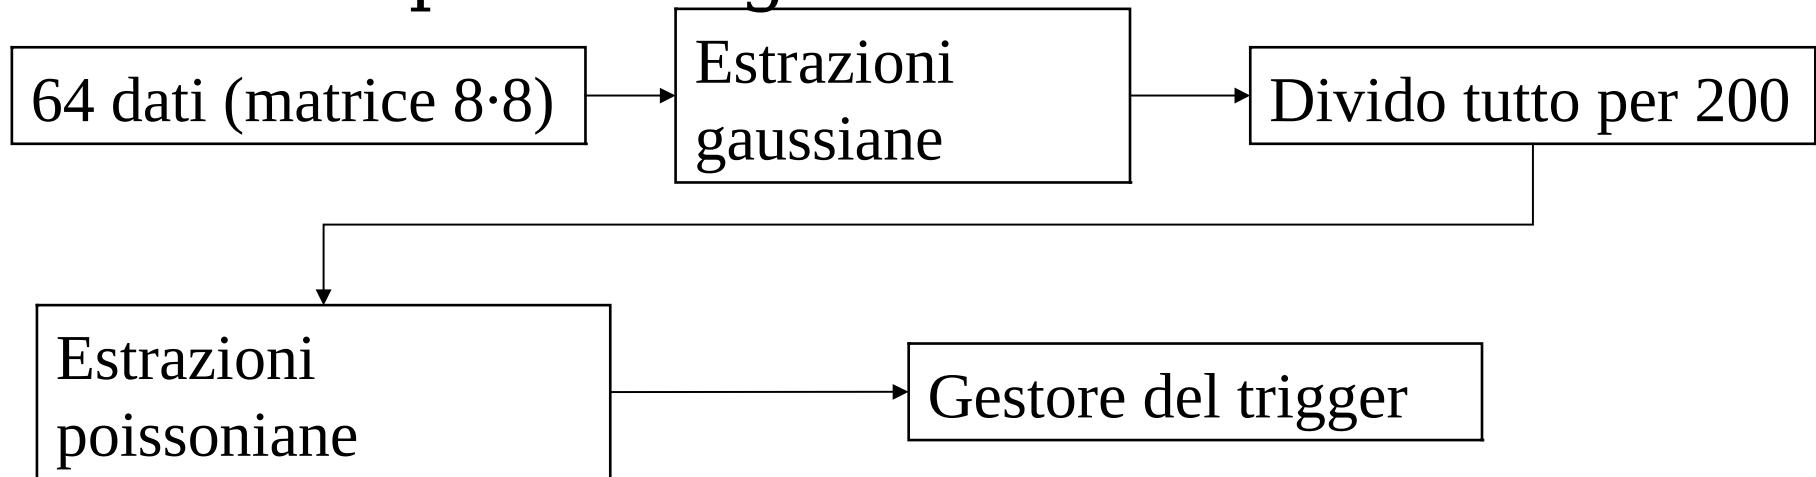 64 dati (matrice 8·8)
Estrazioni
gaussiane
Divido tutto per 200
Estrazioni
poissoniane
Gestore del trigger